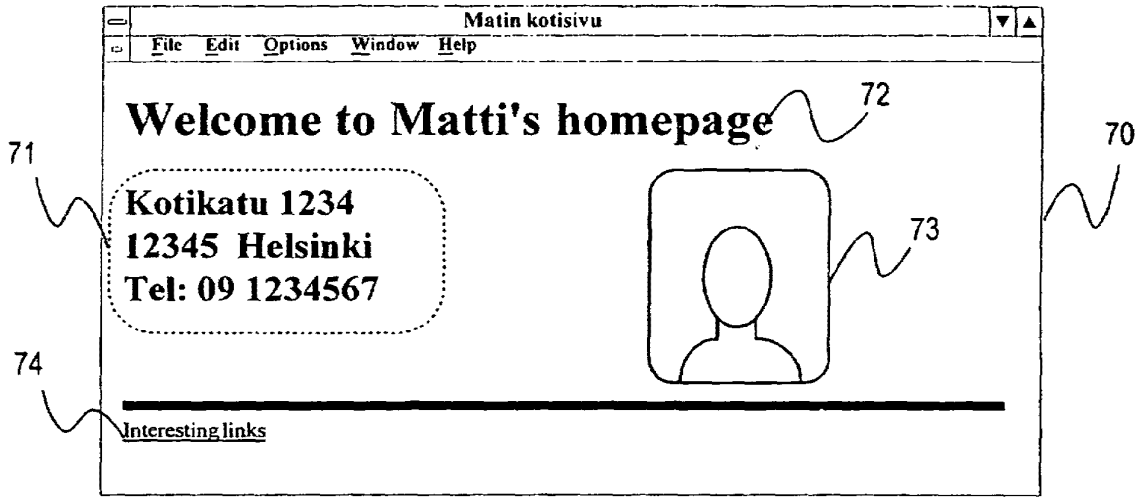 Matin kotisivu
File Edit Options Window Help
Welcome to Matti's homepage
72
71
70
Kotikatu 1234
12345 Helsinki
Tel: 09 1234567
73
74
Interesting links